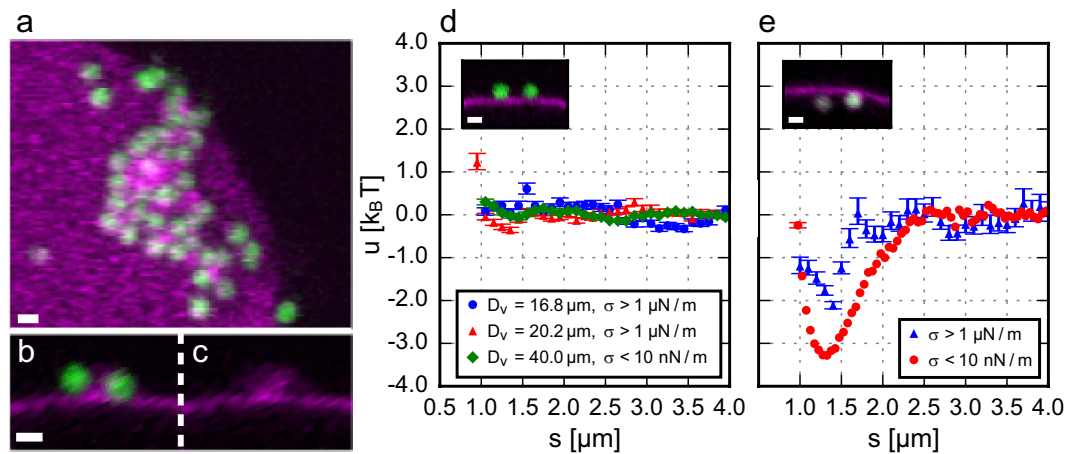 a
b
c
d
4.0
3.0
2.0
1.0
0.0
-1.0
-2.0
-3.0
-4.0
u [k_BT]
D_v = 16.8 µm, σ > 1 µN / m
D_v = 20.2 µm, σ > 1 µN / m
D_v = 40.0 µm, σ < 10 nN / m
0.5 1.0 1.5 2.0 2.5 3.0 3.5 4.0
s [µm]
e
σ > 1 µN / m
σ < 10 nN / m
1.0 1.5 2.0 2.5 3.0 3.5 4.0
s [µm]